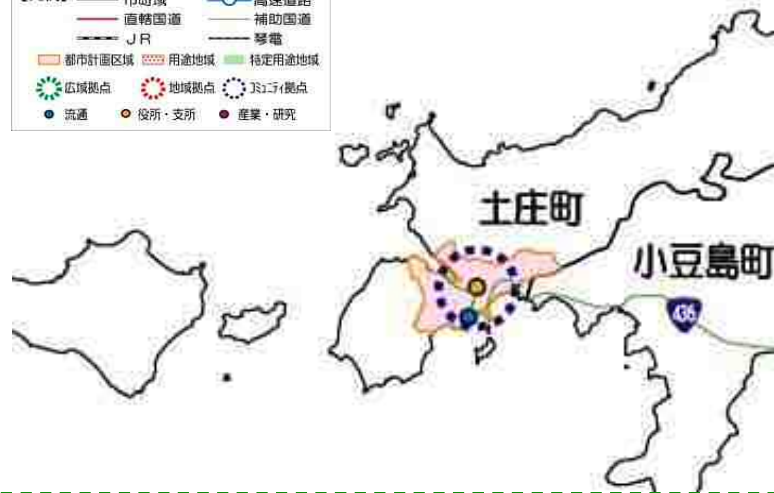 市町域 高速道路
直轄国道 補助国道
JR 琴電
都市計画区域 用途地域 特定用途地域
広域拠点 地域拠点 コミュニティ拠点
流通 役所・支所 産業・研究
土庄町
小豆島町
436